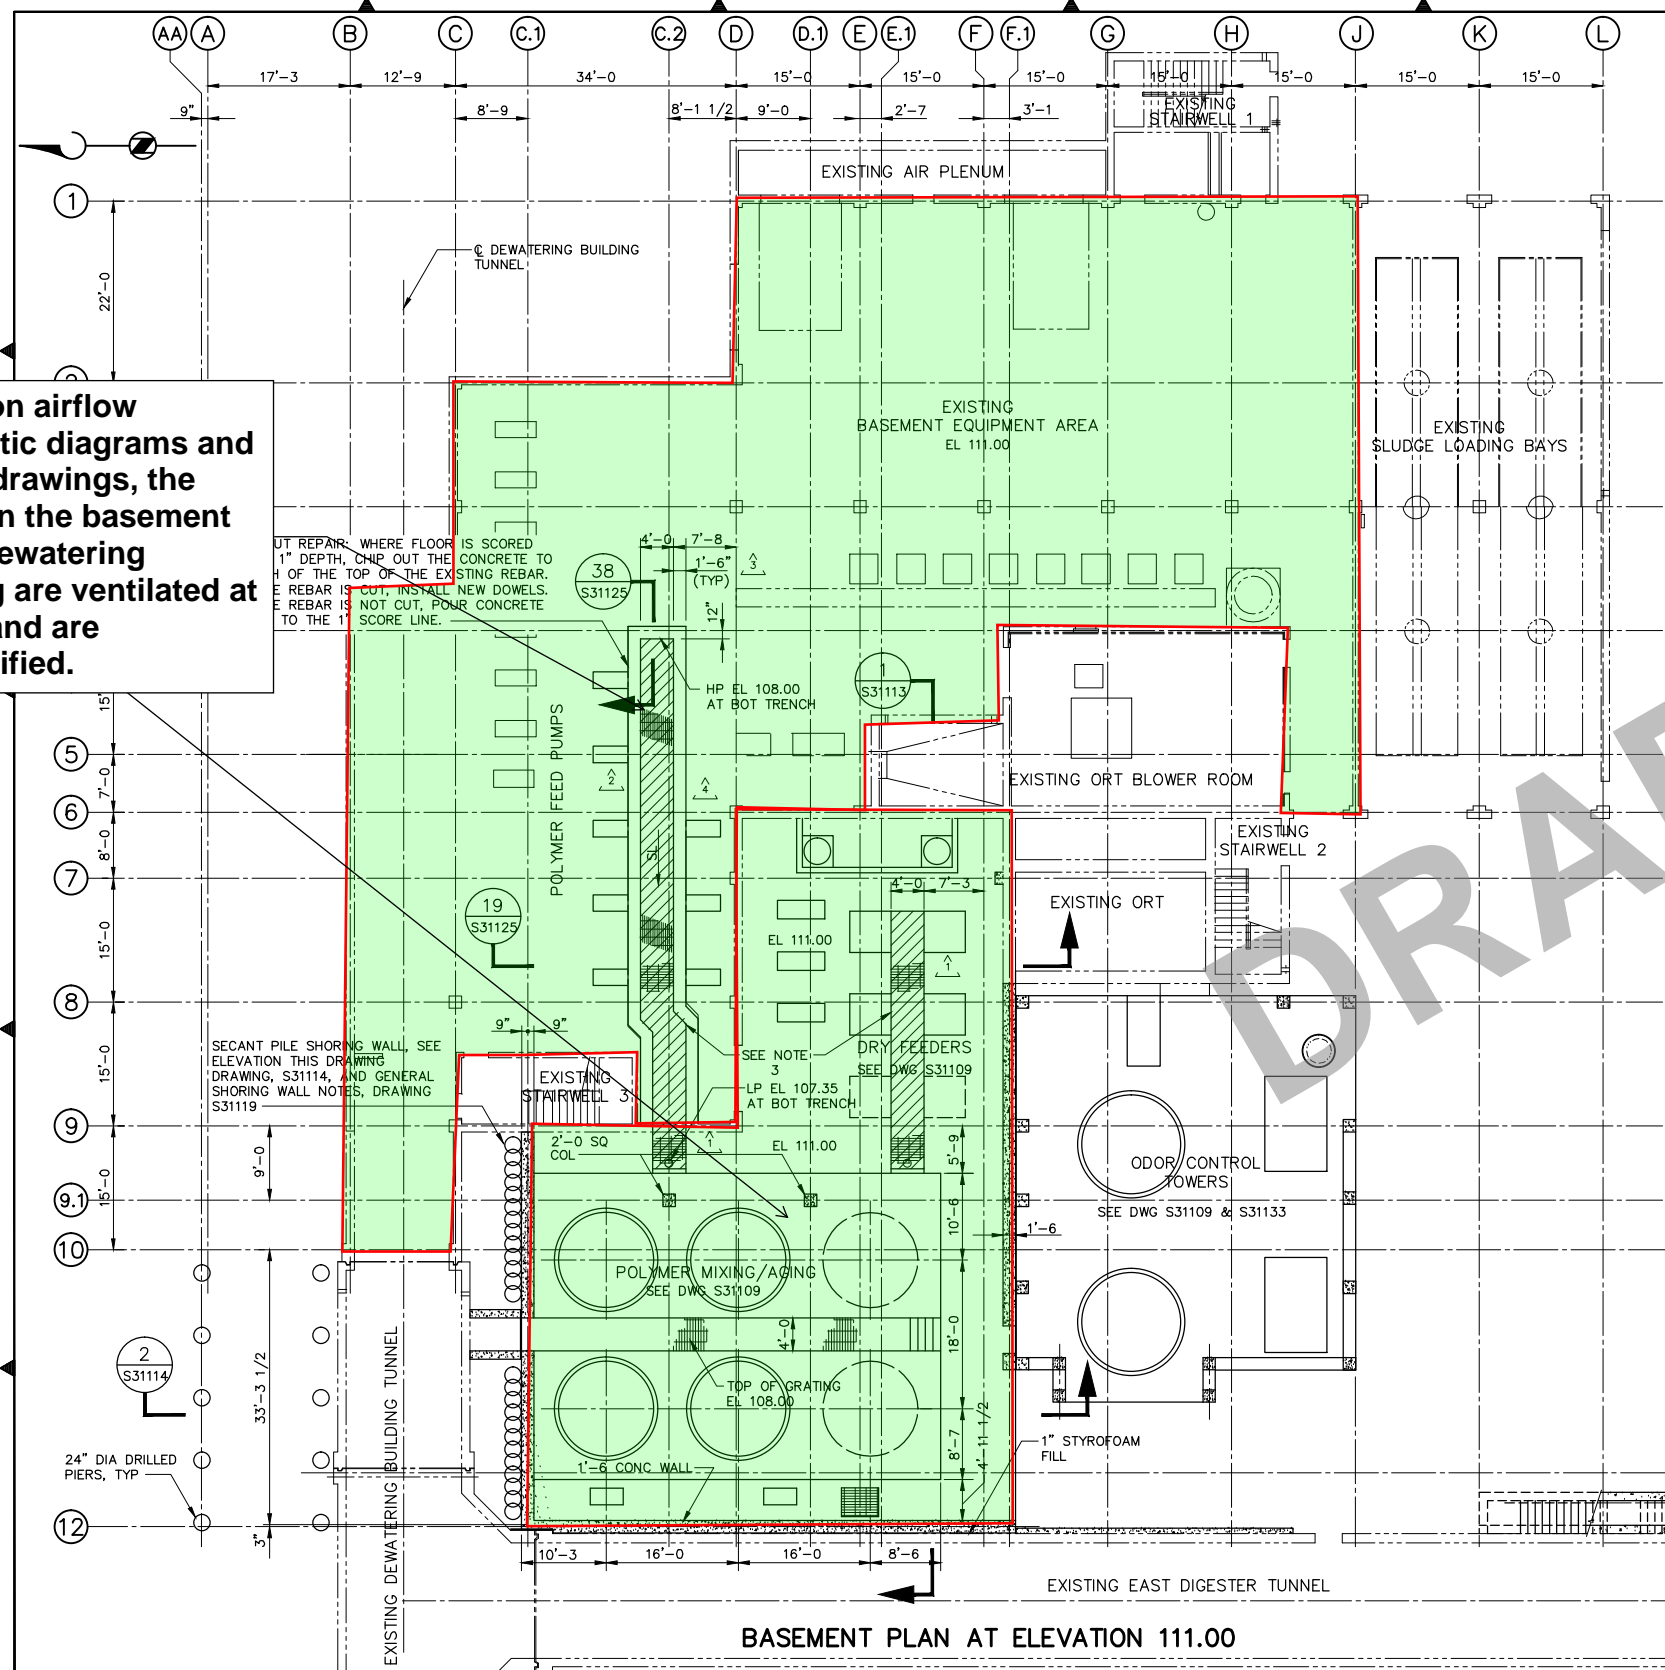 AA A B C C.1 C.2 D D.1 E E.1 F F.1 G H J K L
17'-3 12'-9 34'-0 15'-0 15'-0 15'-0 15'-0 15'-0 15'-0 15'-0
9" 8'-9 8'-1 1/2 9'-0 2'-7 3'-1
EXISTING
STAIRWELL 1
EXISTING AIR PLENUM
1
22'-0
℄ DEWATERING BUILDING
TUNNEL
on airflow
tic diagrams and
drawings, the
n the basement
ewatering
g are ventilated at
and are
ified.
EXISTING
BASEMENT EQUIPMENT AREA
EL 111.00
EXISTING
SLUDGE LOADING BAYS
UT REPAIR: WHERE FLOOR IS SCORED
1" DEPTH, CHIP OUT THE CONCRETE TO
H OF THE TOP OF THE EXISTING REBAR.
E REBAR IS CUT, INSTALL NEW DOWELS.
E REBAR IS NOT CUT, POUR CONCRETE
TO THE 1" SCORE LINE.
4'-0 7'-8
1'-6"
(TYP)
3
12"
38
S31125
HP EL 108.00
AT BOT TRENCH
1
S31113
15'
POLYMER FEED PUMPS
5
7'-0
2
4
EXISTING ORT BLOWER ROOM
6
8'-0
EXISTING
STAIRWELL 2
SL
7
4'-0 7'-3
EXISTING ORT
15'-0
19
S31125
EL 111.00
1
8
9" 9"
SECANT PILE SHORING WALL, SEE
ELEVATION THIS DRAWING
DRAWING, S31114, AND GENERAL
SHORING WALL NOTES, DRAWING
S31119
15'-0
SEE NOTE
3
DRY FEEDERS
SEE DWG S31109
EXISTING
STAIRWELL 3
LP EL 107.35
AT BOT TRENCH
9
2'-0 SQ
COL
1
EL 111.00
5'-9
9'-0
15'-0
ODOR CONTROL
TOWERS
SEE DWG S31109 & S31133
9.1
10'-6
1'-6
10
POLYMER MIXING/AGING
SEE DWG S31109
4'-0
18'-0
2
S31114
33'-3 1/2
TOP OF GRATING
EL 108.00
4'-11 1/2
8'-7
1" STYROFOAM
FILL
24" DIA DRILLED
PIERS, TYP
1'-6 CONC WALL
12
3"
EXISTING DEWATERING BUILDING TUNNEL
10'-3 16'-0 16'-0 8'-6
EXISTING EAST DIGESTER TUNNEL
BASEMENT PLAN AT ELEVATION 111.00